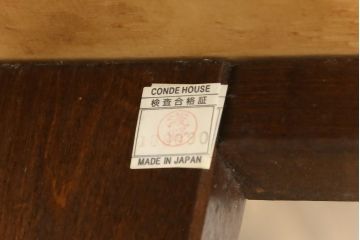 CONDE HOUSE
検査合格証
MADE IN JAPAN